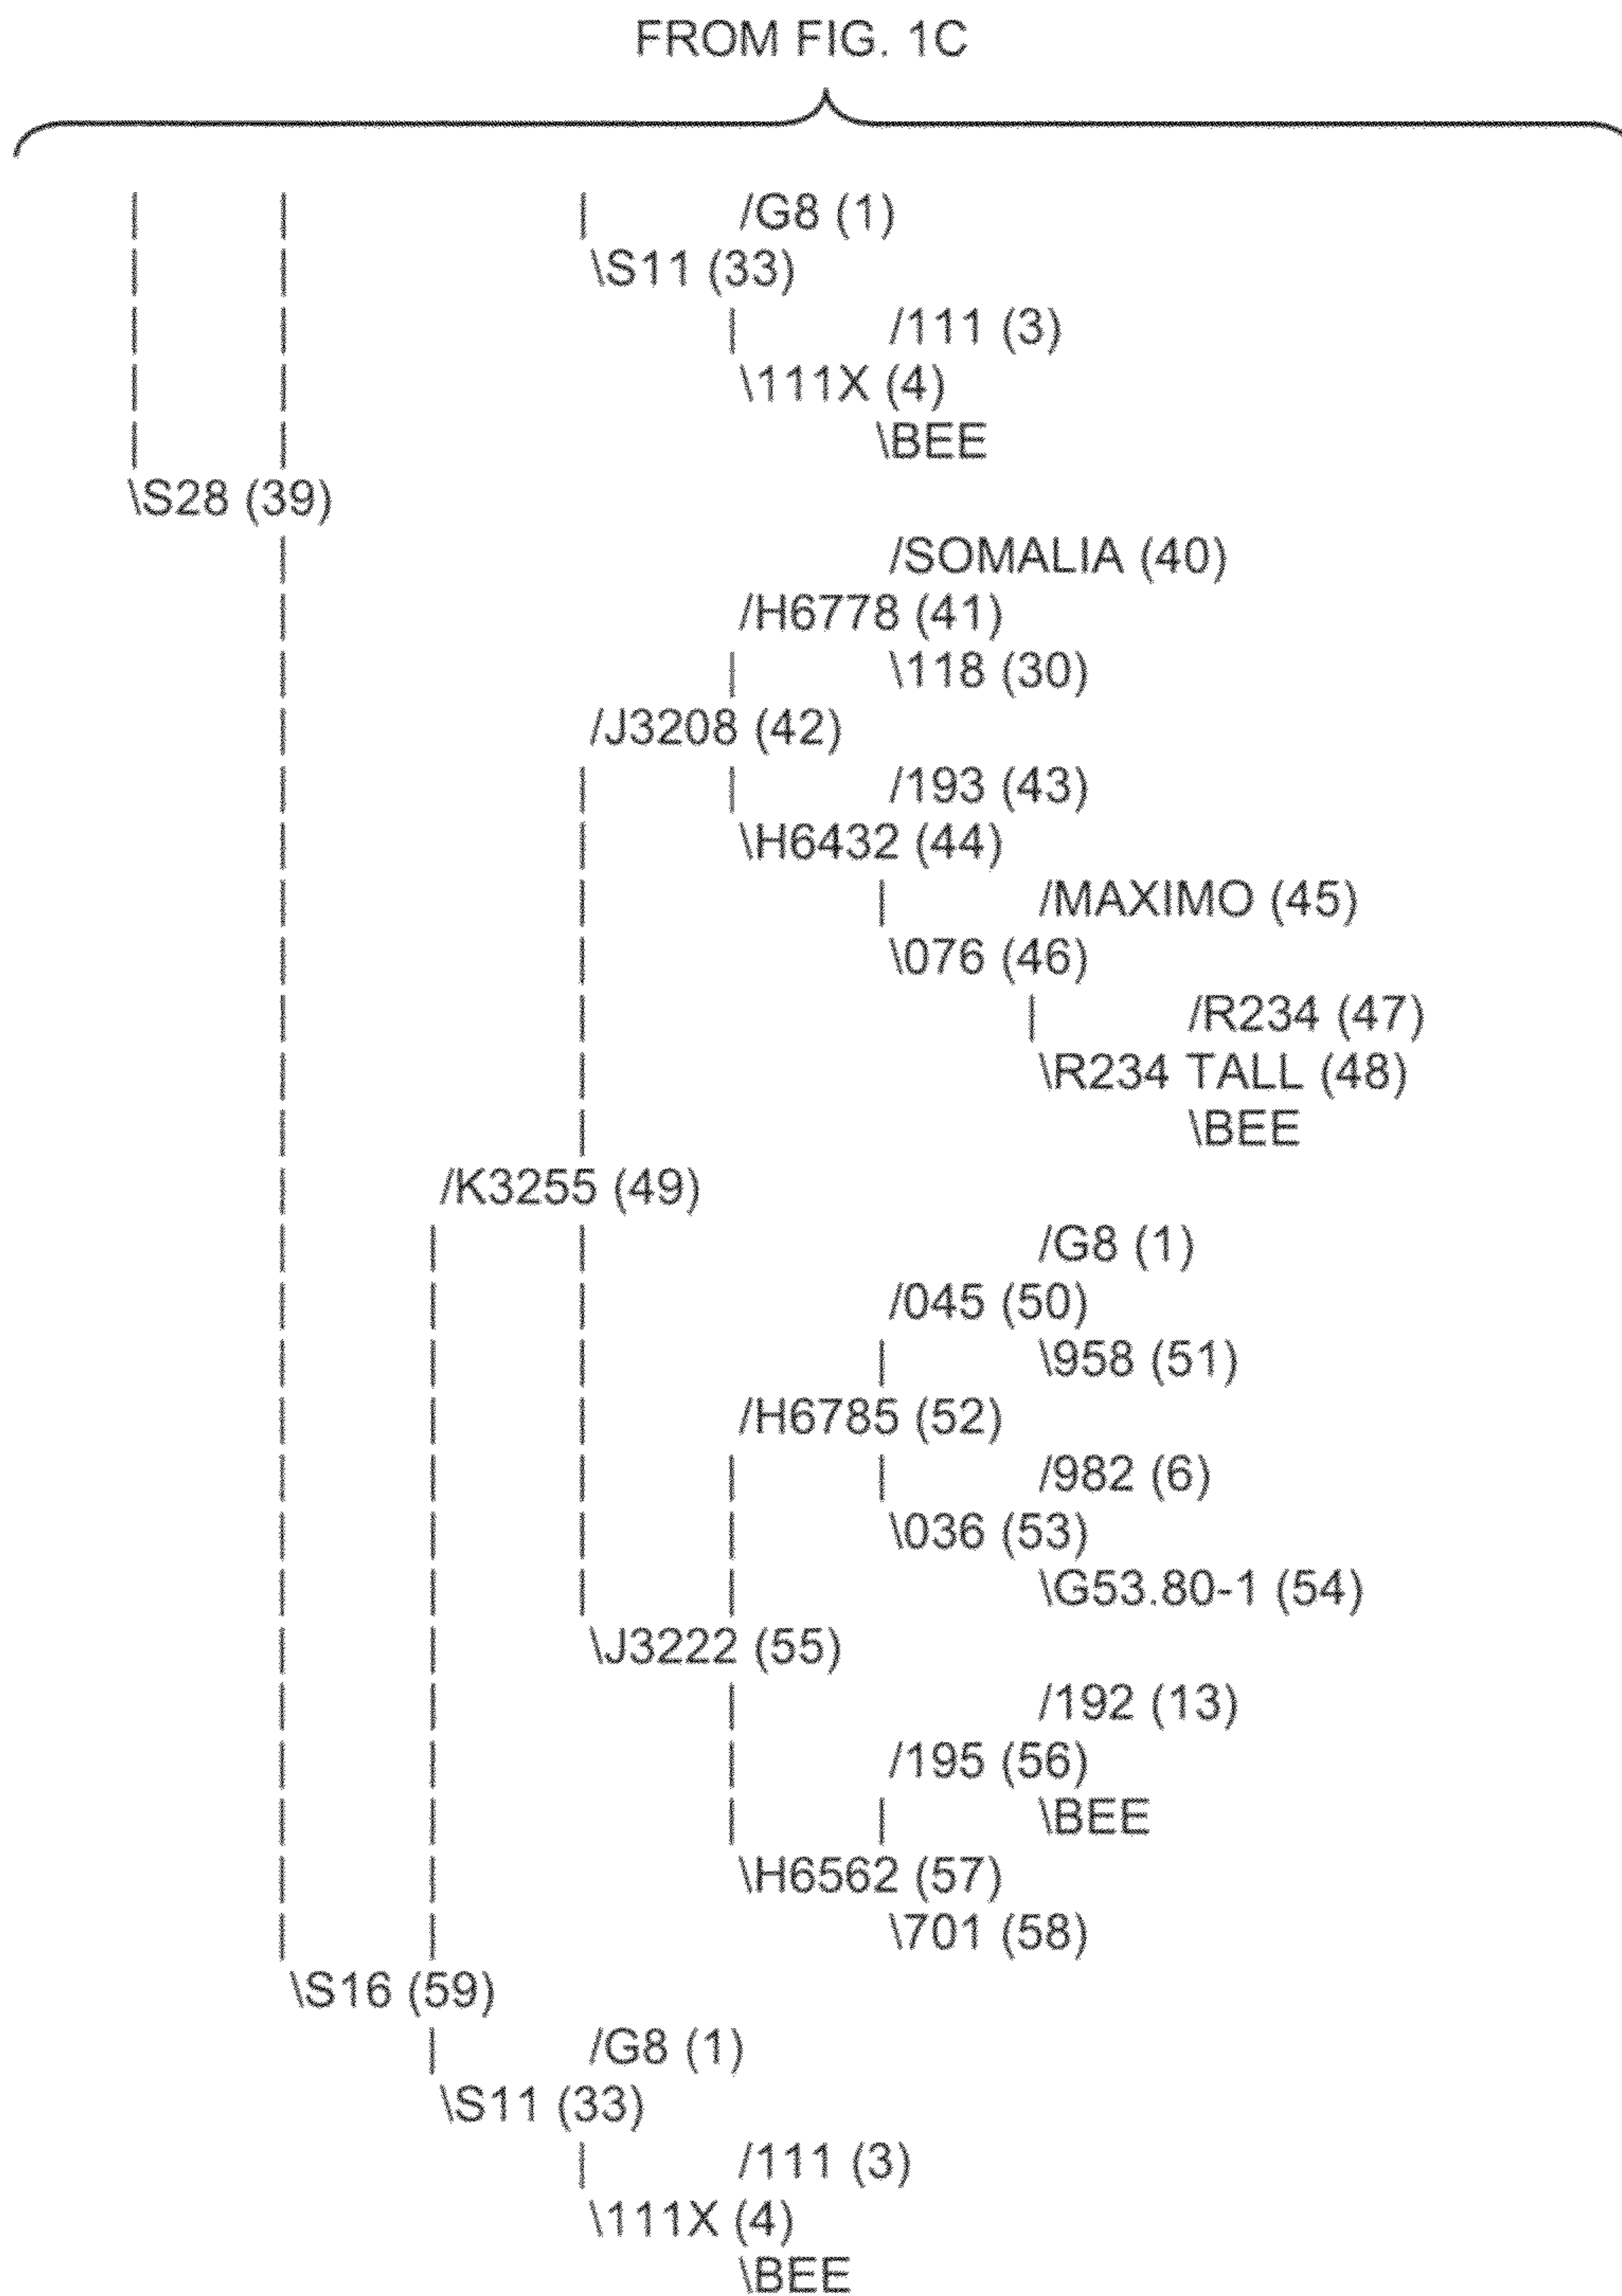 FROM FIG. 1C
/G8 (1)
\S11 (33)
/111 (3)
\111X (4)
\BEE
\S28 (39)
/SOMALIA (40)
/H6778 (41)
\118 (30)
/J3208 (42)
/193 (43)
\H6432 (44)
/MAXIMO (45)
\076 (46)
/R234 (47)
\R234 TALL (48)
\BEE
/K3255 (49)
/G8 (1)
/045 (50)
\958 (51)
/H6785 (52)
/982 (6)
\036 (53)
\G53.80-1 (54)
\J3222 (55)
/192 (13)
/195 (56)
\BEE
\H6562 (57)
\701 (58)
\S16 (59)
/G8 (1)
\S11 (33)
/111 (3)
\111X (4)
\BEE